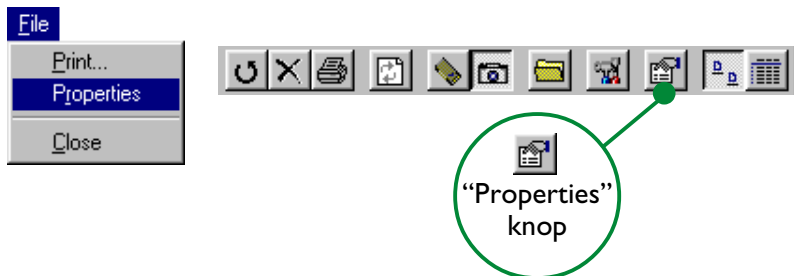 File
Print...
Properties
Close
“Properties”
knop